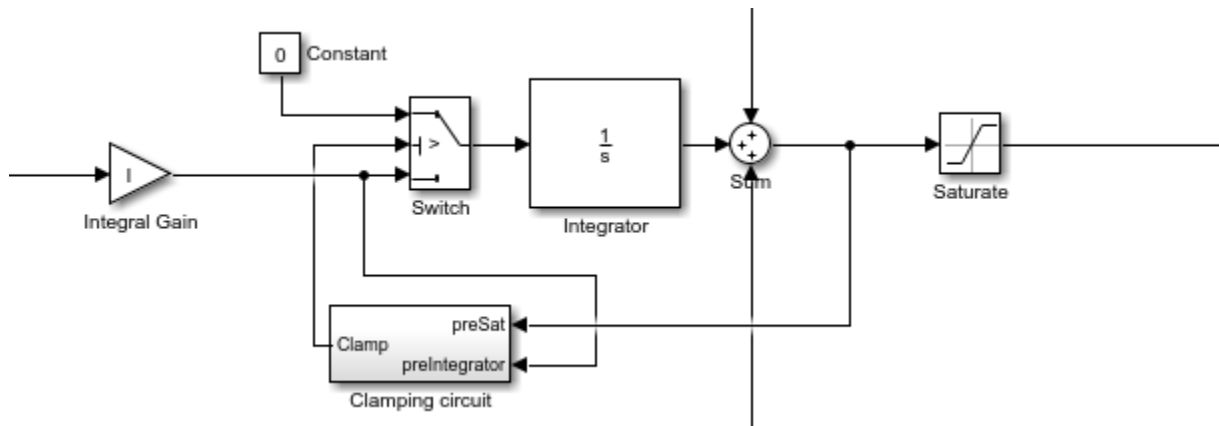 0
Constant
>
1
s
I
Integral Gain
Switch
Integrator
Sum
Saturate
preSat
Clamp
preIntegrator
Clamping circuit